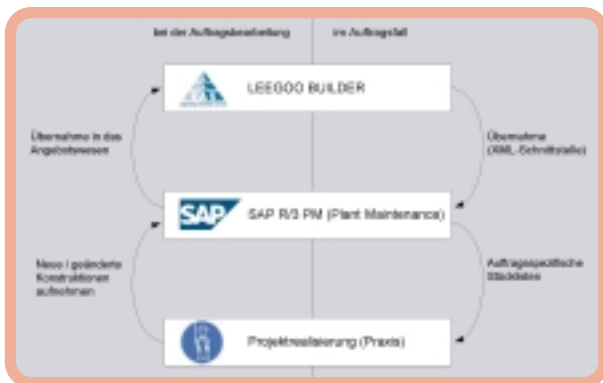 bei der Auftragsbearbeitung
im Auftragsfall
LEEGOO BUILDER
Übernahme in das
Angebotswesen
Übernahme
(XML-Schnittstelle)
SAP
SAP R/3 PM (Plant Maintenance)
Neue / geänderte
Konstruktionen
aufnehmen
Auftragsspezifische
Stücklisten
Projektrealisierung (Praxis)